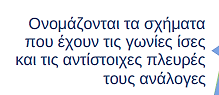 Ονομάζονται τα σχήματα
που έχουν τις γωνίες ίσες
και τις αντίστοιχες πλευρές
τους ανάλογες